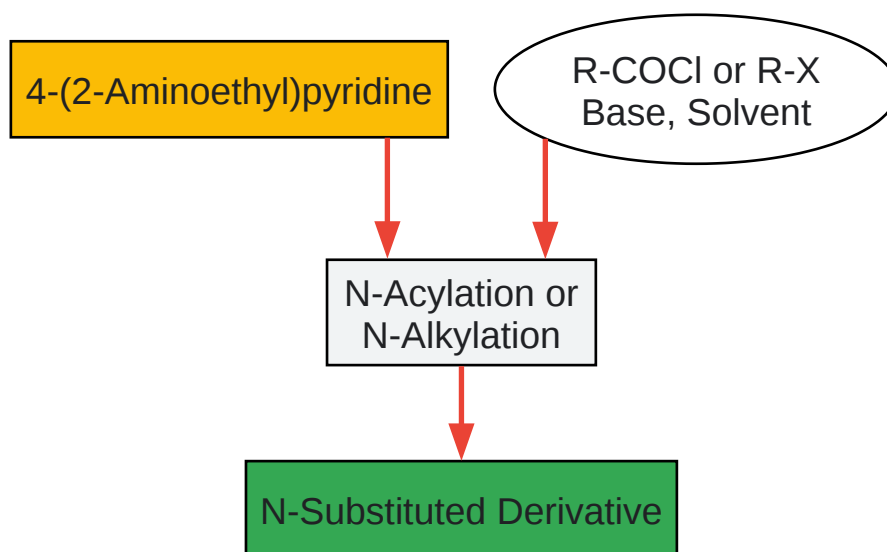 4-(2-Aminoethyl)pyridine
R-COCl or R-X
Base, Solvent
N-Acylation or
N-Alkylation
N-Substituted Derivative